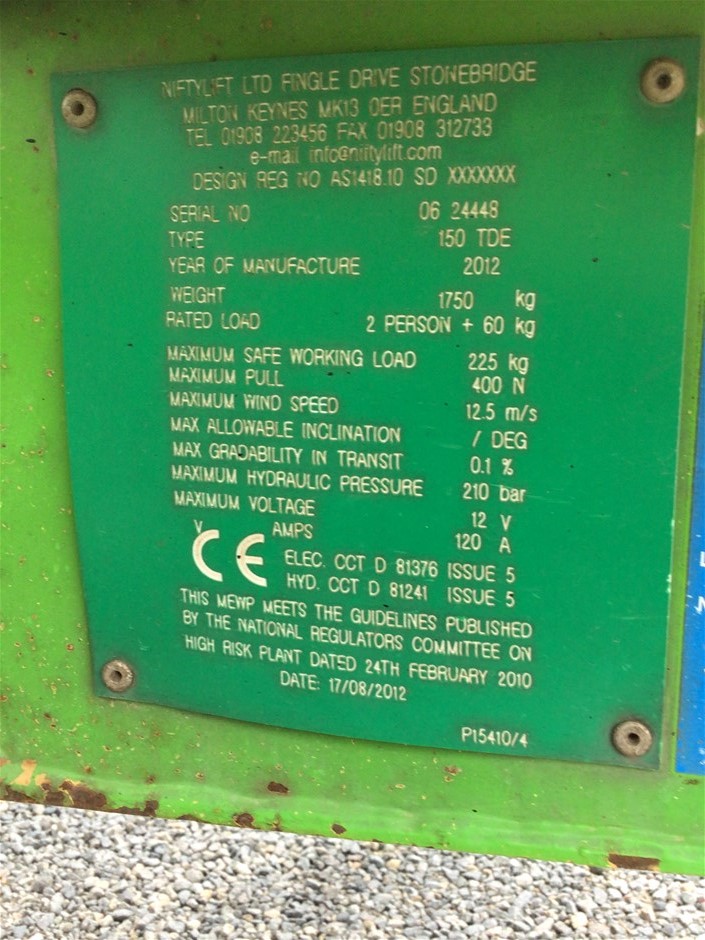 NIFTYLIFT LTD FINGLE DRIVE STONEBRIDGE
MILTON KEYNES MK13 0ER ENGLAND
TEL 01908 223456 FAX 01908 312733
e-mail info@niftylift.com
DESIGN REG NO AS1418.10 SD XXXXXXX
SERIAL NO 06 24448
TYPE 150 TDE
YEAR OF MANUFACTURE 2012
WEIGHT 1750 kg
RATED LOAD 2 PERSON + 60 kg
MAXIMUM SAFE WORKING LOAD 225 kg
MAXIMUM PULL 400 N
MAXIMUM WIND SPEED 12.5 m/s
MAX ALLOWABLE INCLINATION / DEG
MAX GRADABILITY IN TRANSIT 0.1 %
MAXIMUM HYDRAULIC PRESSURE 210 bar
MAXIMUM VOLTAGE 12 V
V AMPS 120 A
CE ELEC. CCT D 81376 ISSUE 5
HYD. CCT D 81241 ISSUE 5
THIS MEWP MEETS THE GUIDELINES PUBLISHED
BY THE NATIONAL REGULATORS COMMITTEE ON
HIGH RISK PLANT DATED 24TH FEBRUARY 2010
DATE: 17/08/2012
P15410/4